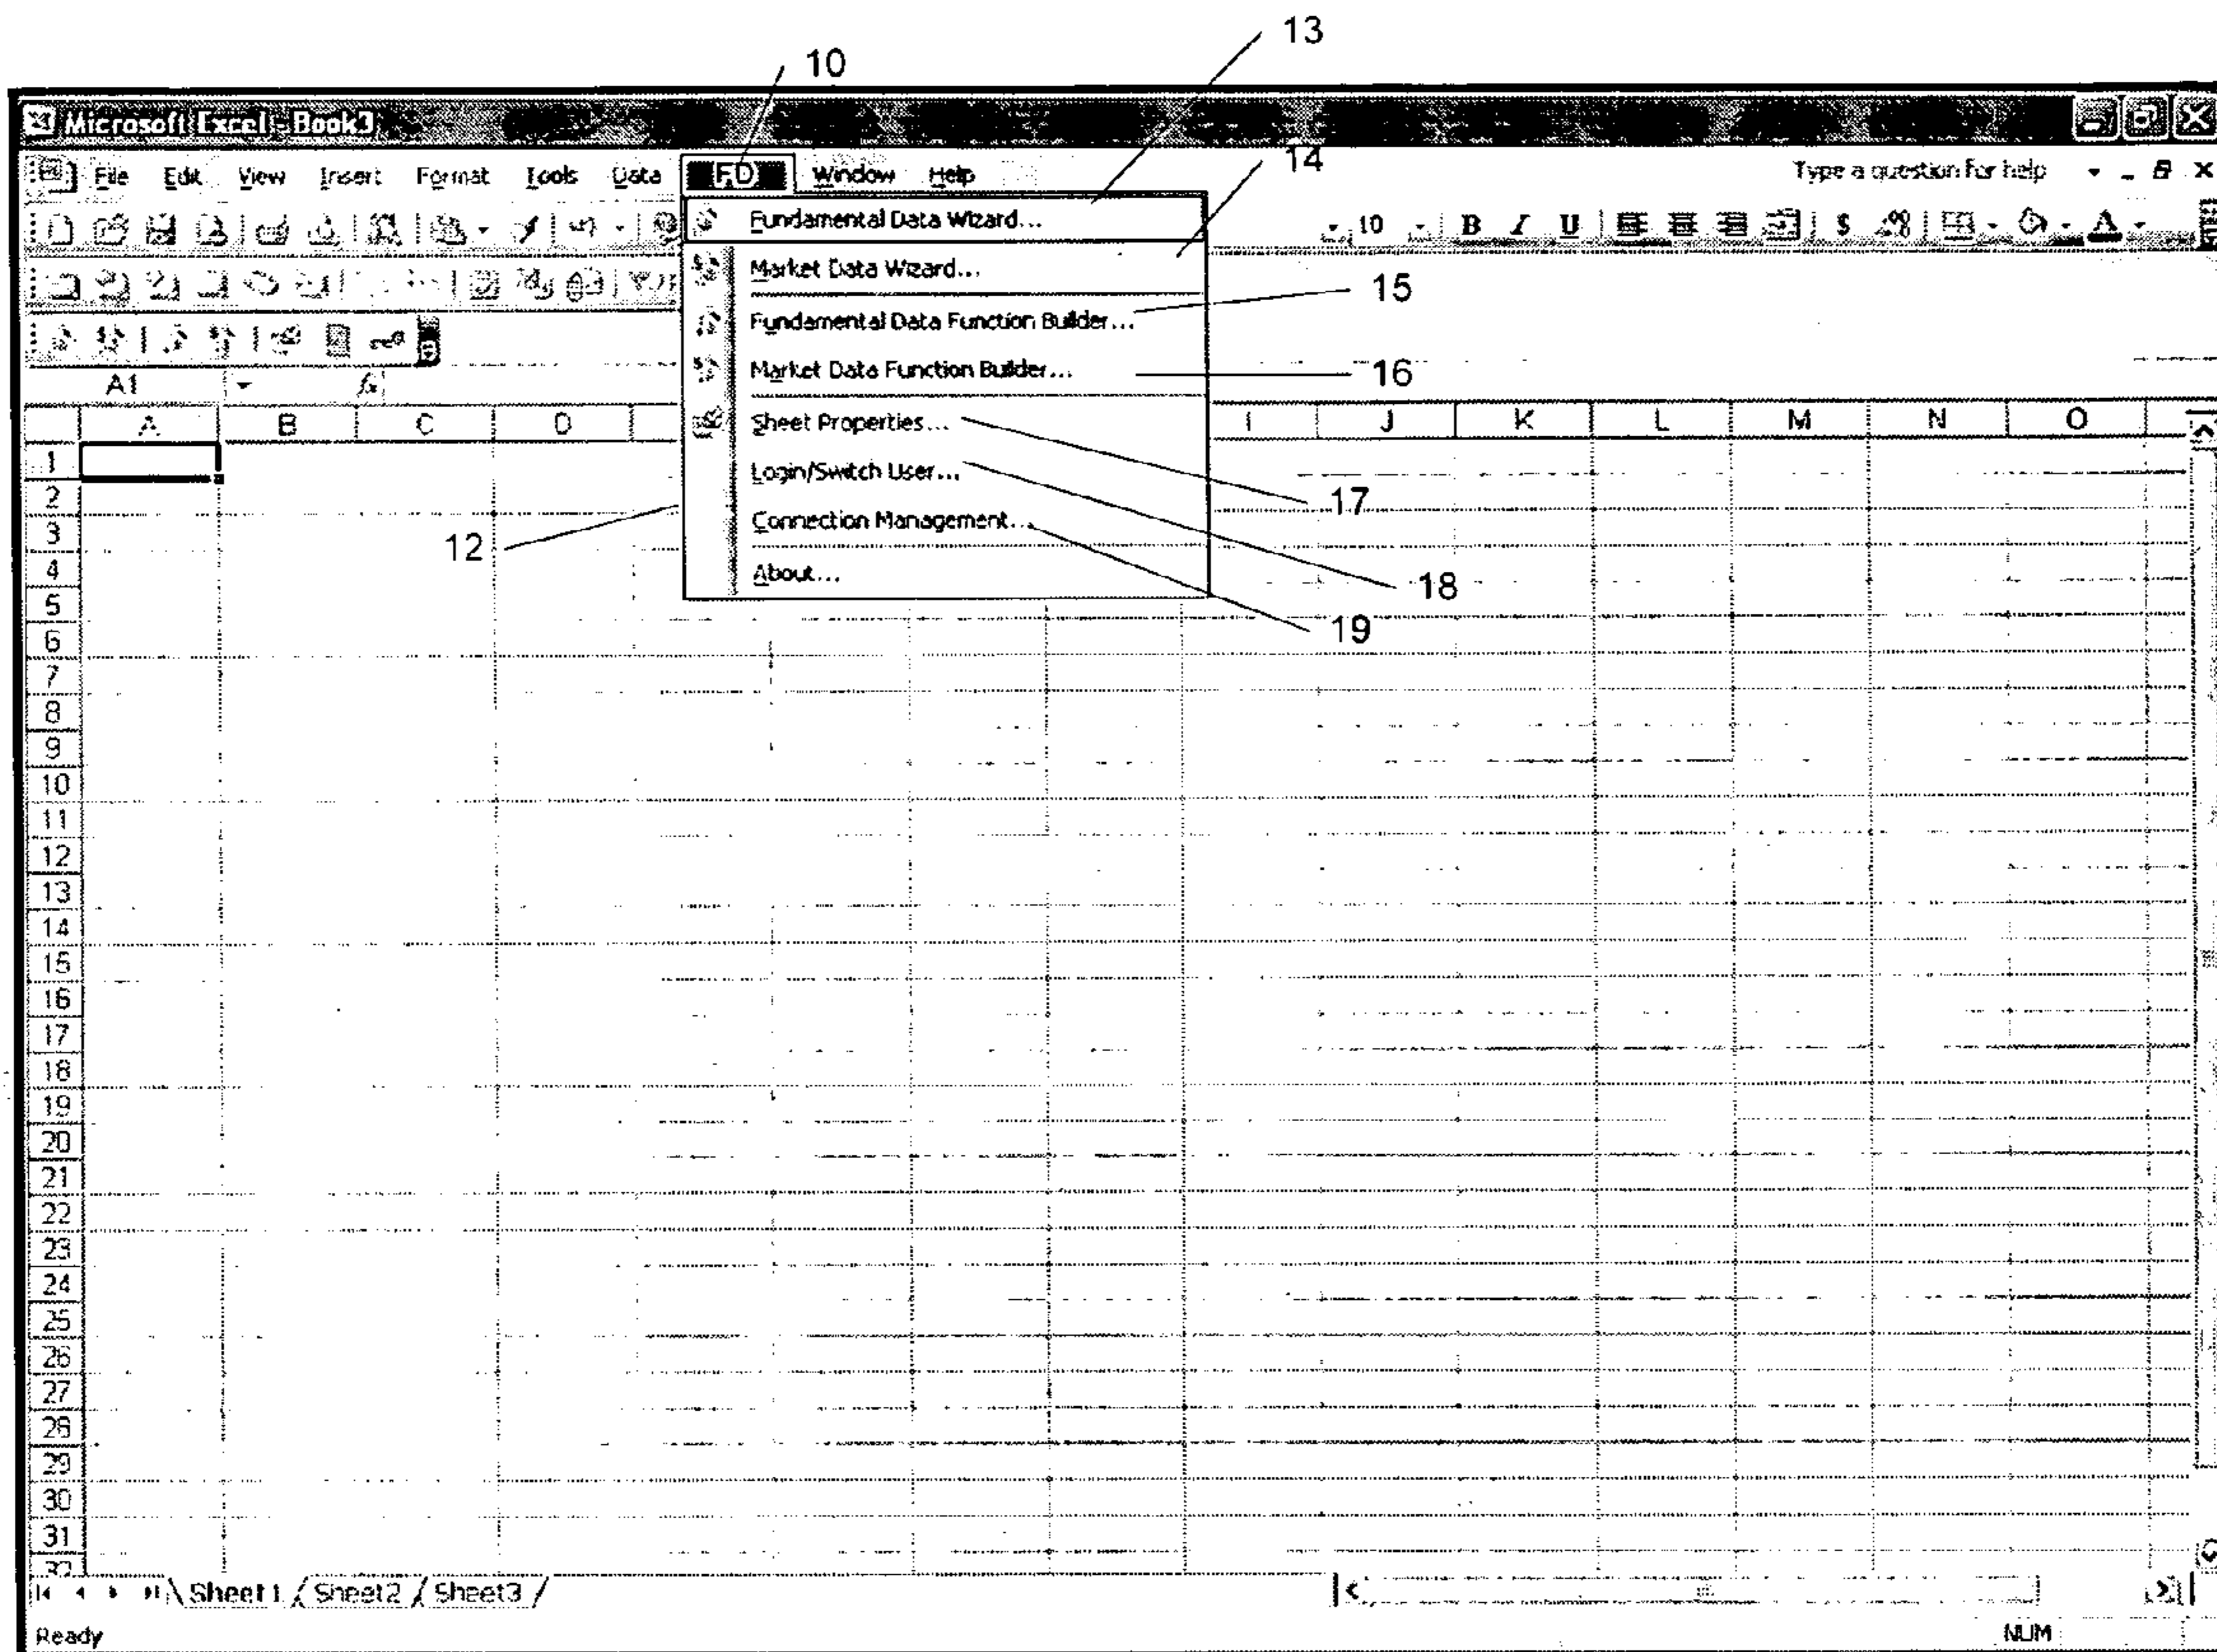 13
10
Microsoft Excel - Book3
14
File Edit View Insert Format Tools Data FD Window Help Type a question for help
Fundamental Data Wizard...
10 B I U $
Market Data Wizard...
15
Fundamental Data Function Builder...
16
Market Data Function Builder...
A1 fx
A B C D I J K L M N O
Sheet Properties...
Login/Switch User...
17
Connection Management...
12
About...
18
19
1
2
3
4
5
6
7
8
9
10
11
12
13
14
15
16
17
18
19
20
21
22
23
24
25
26
27
28
29
30
31
32
Sheet1 Sheet2 Sheet3
Ready NUM